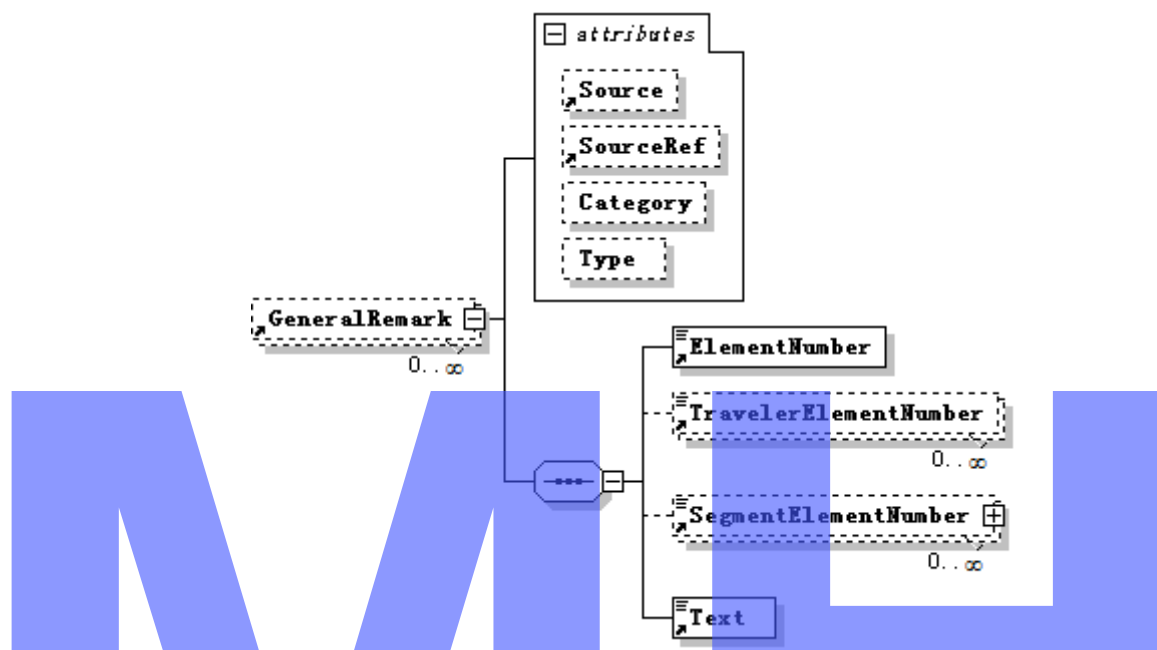 attributes
Source
SourceRef
Category
Type
GeneralRemark
0..∞
ElementNumber
TravelerElementNumber
0..∞
SegmentElementNumber
0..∞
Text